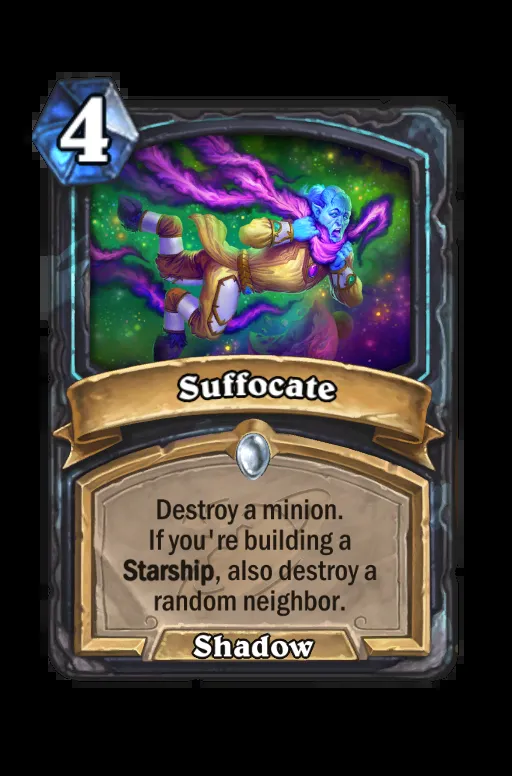 4
Suffocate
Destroy a minion.
If you're building a
Starship, also destroy a
random neighbor.
Shadow